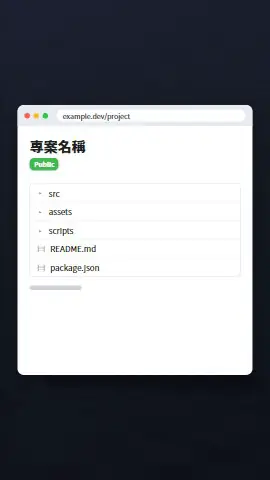 example.dev/project
專案名稱
Public
src
assets
scripts
README.md
package.json